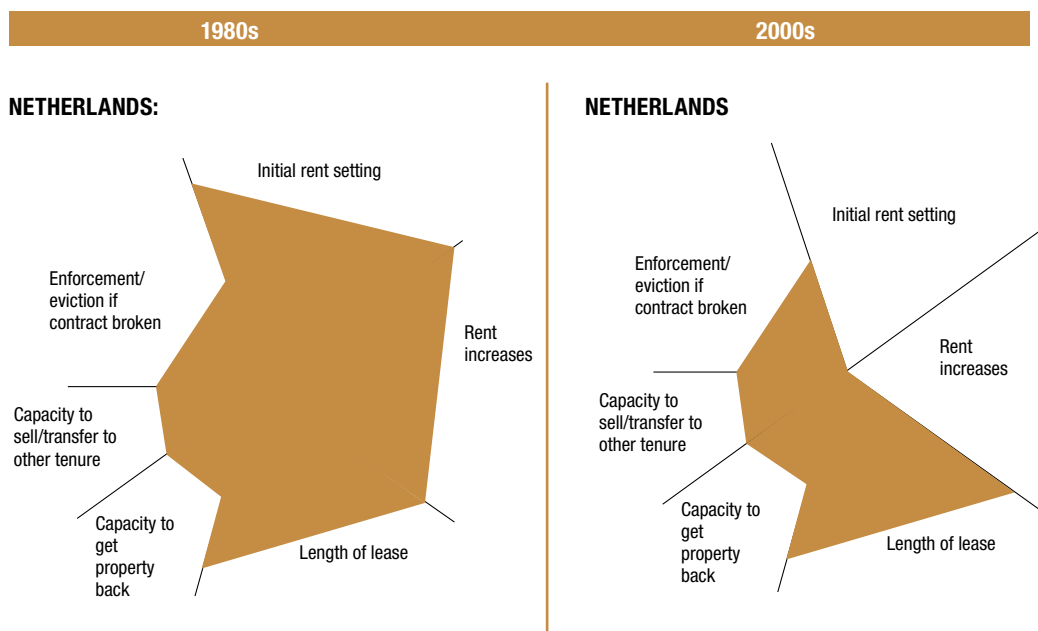 1980s
2000s
NETHERLANDS:
Initial rent setting
Enforcement/
eviction if
contract broken
Rent
increases
Capacity to
sell/transfer to
other tenure
Capacity to
get
property
back
Length of lease
NETHERLANDS
Initial rent setting
Enforcement/
eviction if
contract broken
Rent
increases
Capacity to
sell/transfer to
other tenure
Capacity to
get
property
back
Length of lease